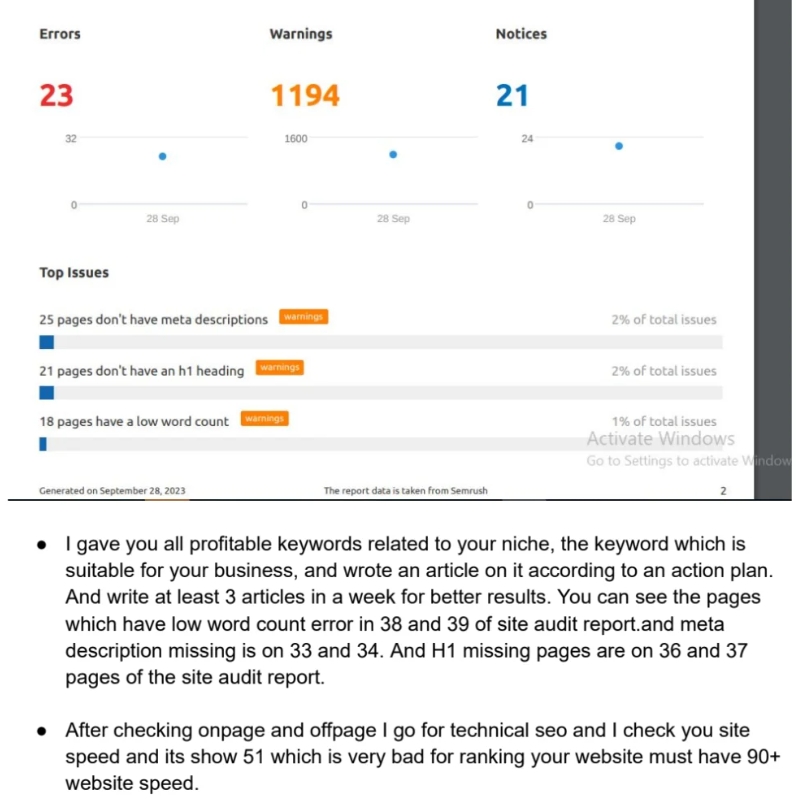 Errors Warnings Notices
23 1194 21
32 1600 24
0 0 0
28 Sep 28 Sep 28 Sep
Top Issues
25 pages don't have meta descriptions warnings 2% of total issues
21 pages don't have an h1 heading warnings 2% of total issues
18 pages have a low word count warnings 1% of total issues
Activate Windows
Go to Settings to activate Window
Generated on September 28, 2023 The report data is taken from Semrush 2
● I gave you all profitable keywords related to your niche, the keyword which is
suitable for your business, and wrote an article on it according to an action plan.
And write at least 3 articles in a week for better results. You can see the pages
which have low word count error in 38 and 39 of site audit report.and meta
description missing is on 33 and 34. And H1 missing pages are on 36 and 37
pages of the site audit report.
● After checking onpage and offpage I go for technical seo and I check you site
speed and its show 51 which is very bad for ranking your website must have 90+
website speed.